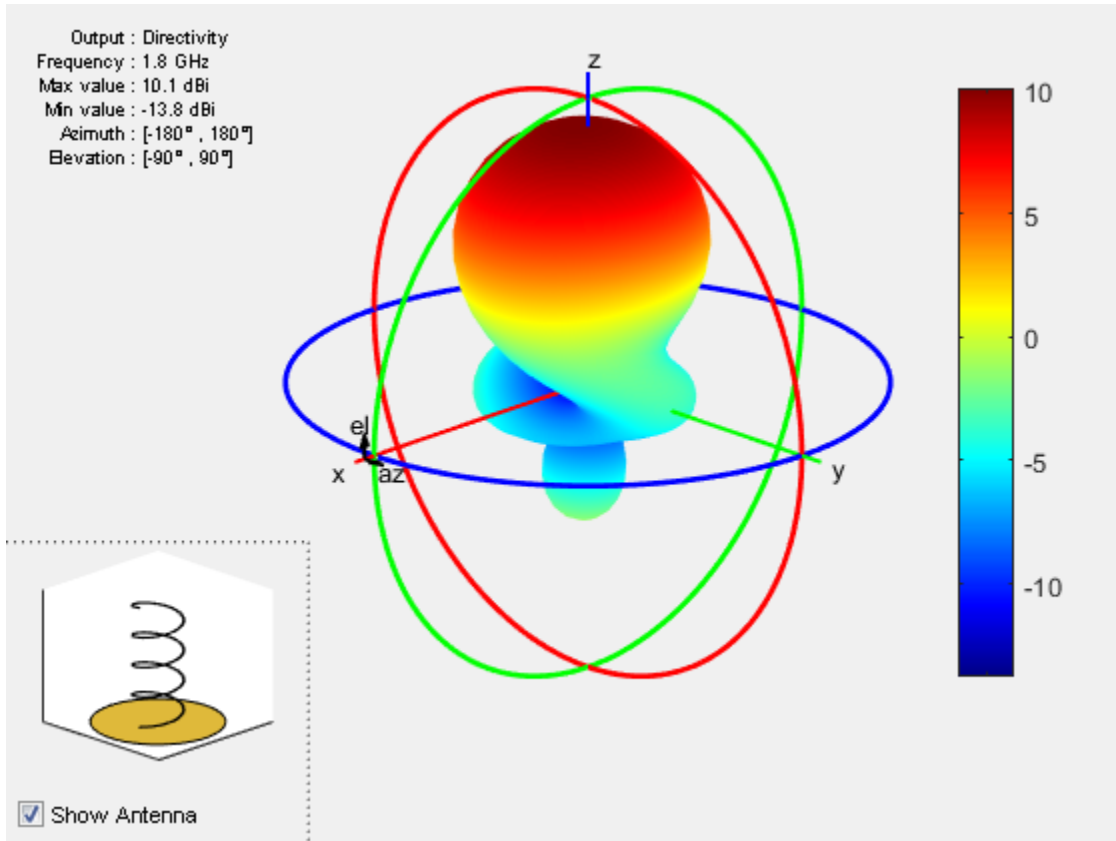 Output : Directivity
Frequency : 1.8 GHz
Max value : 10.1 dBi
Min value : -13.8 dBi
Azimuth : [-180° , 180°]
Elevation : [-90° , 90°]
z
el
x
az
y
10
5
0
-5
-10
Show Antenna